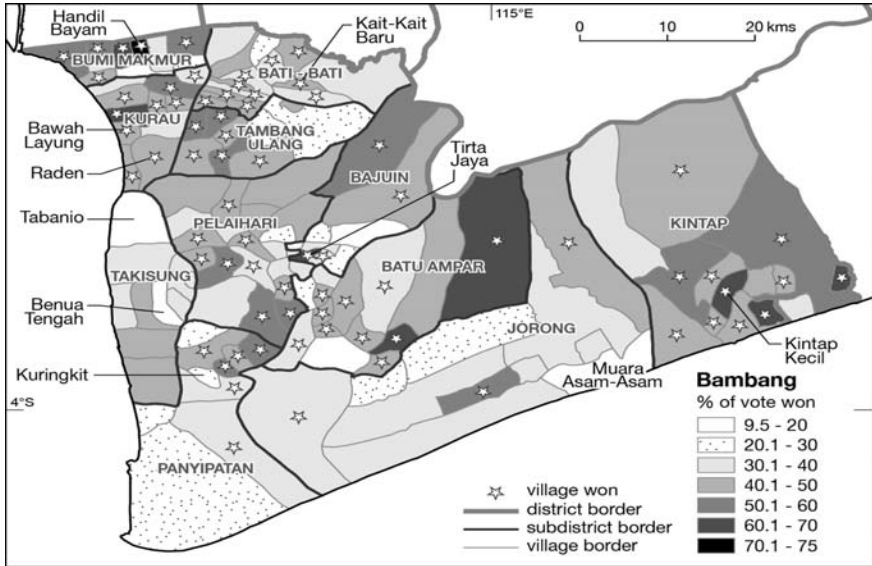 Handil
Bayam
115°E
Kait-Kait
Baru
0 10 20 kms
BUMI MAKMUR
BATI - BATI
KURAU
Bawah
Layung
TAMBANG
ULANG
Tirta
Jaya
Raden
BAJUIN
Tabanio
PELAIHARI
KINTAP
TAKISUNG
BATU AMPAR
Benua
Tengah
JORONG
Kintap
Kecil
Muara
Asam-Asam
Kuringkit
4°S
PANYIPATAN
Bambang
% of vote won
9.5 - 20
20.1 - 30
30.1 - 40
40.1 - 50
50.1 - 60
60.1 - 70
70.1 - 75
village won
district border
subdistrict border
village border